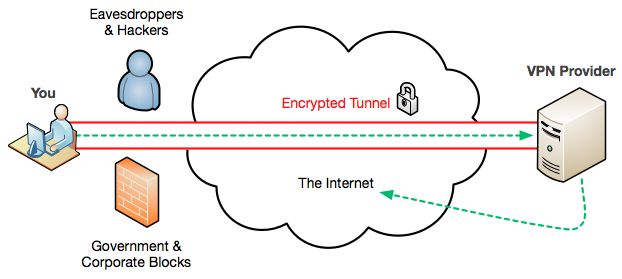 Eavesdroppers
& Hackers
You
VPN Provider
Encrypted Tunnel
The Internet
Government &
Corporate Blocks